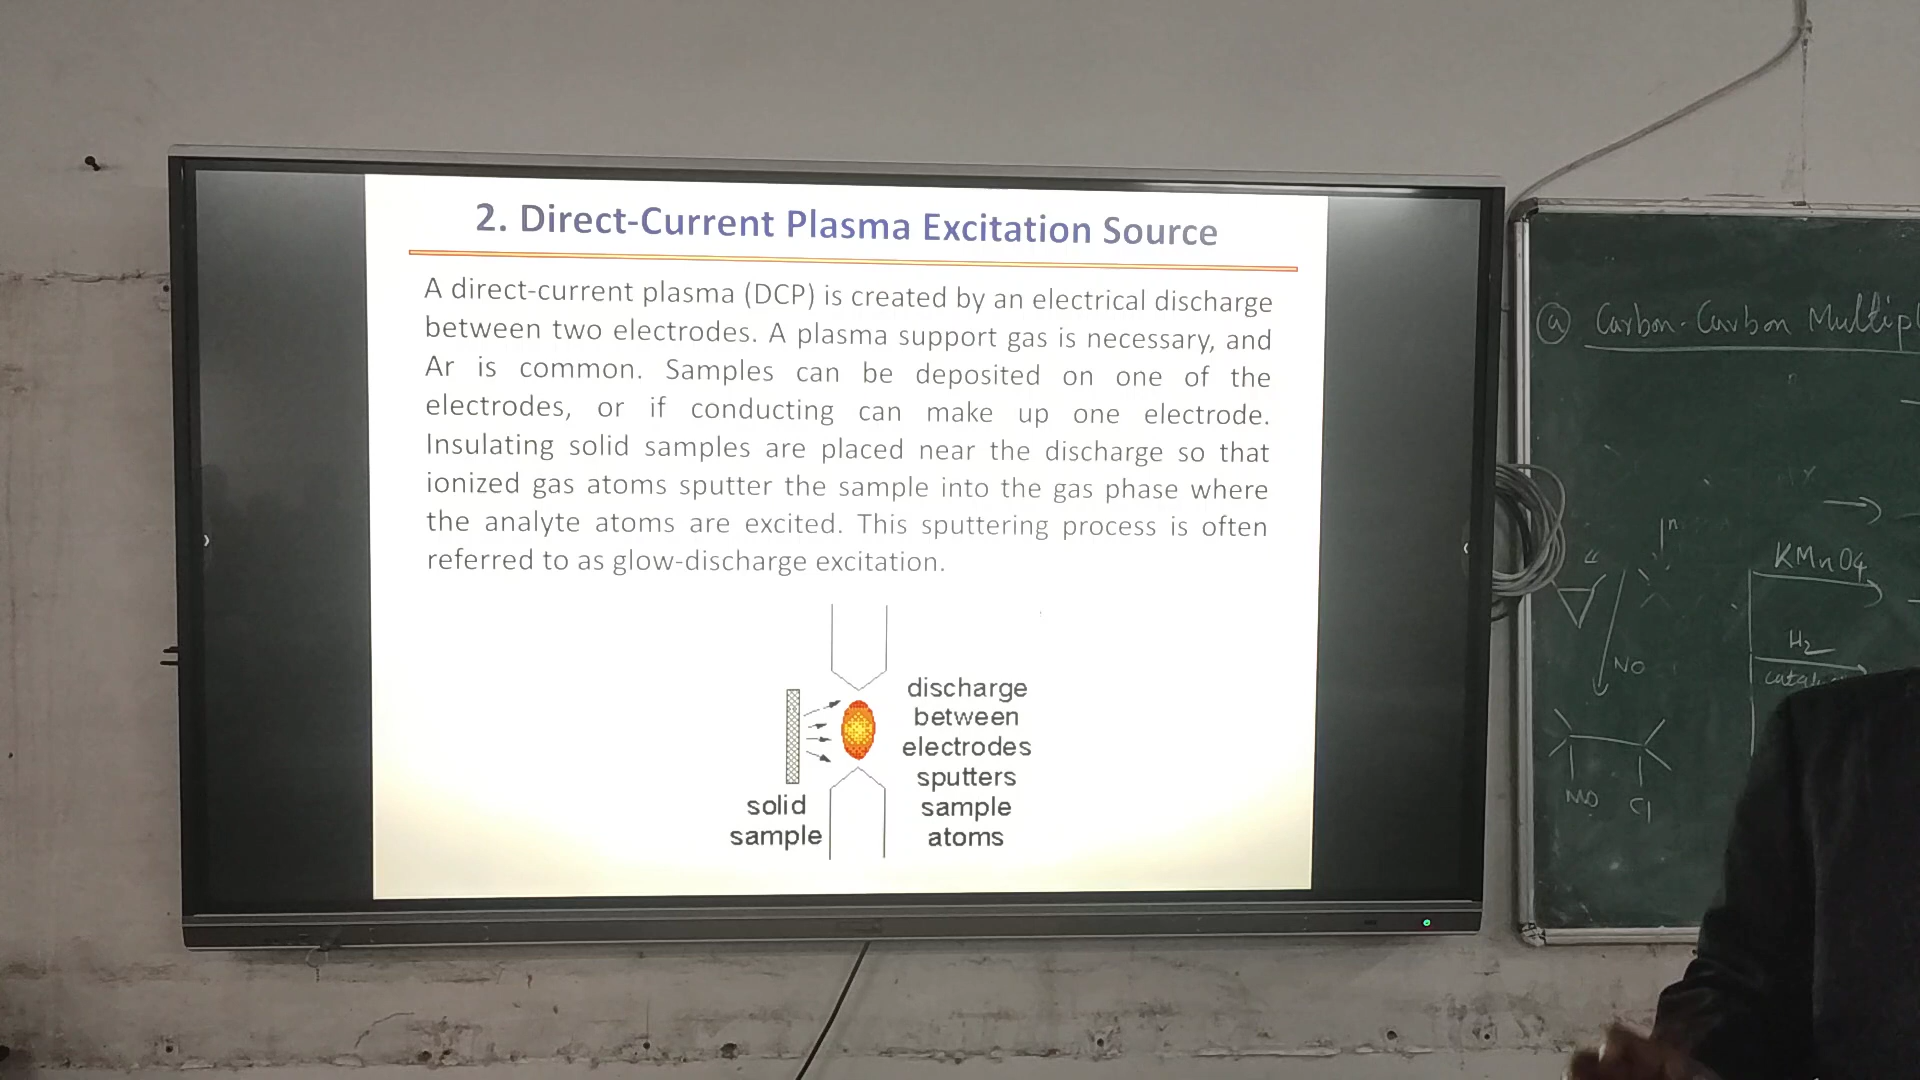 2. Direct-Current Plasma Excitation Source
A direct-current plasma (DCP) is created by an electrical discharge
between two electrodes. A plasma support gas is necessary, and
Ar is common. Samples can be deposited on one of the
electrodes, or if conducting can make up one electrode.
Insulating solid samples are placed near the discharge so that
ionized gas atoms sputter the sample into the gas phase where
the analyte atoms are excited. This sputtering process is often
referred to as glow-discharge excitation.
discharge
between
electrodes
sputters
sample
atoms
solid
sample
(a) Carbon-Carbon Multipl
KMnO4
H2
NO
Cl